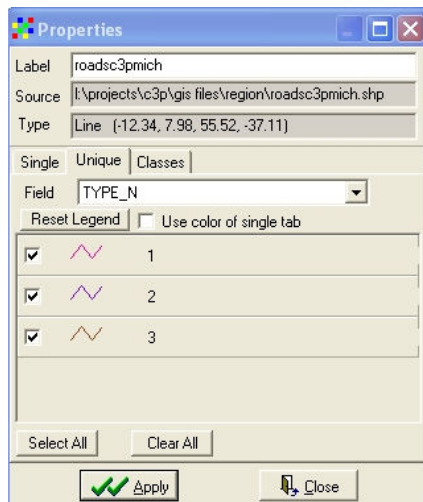 Properties
Label roadsc3pmich
Source I:\projects\c3p\gis files\region\roadsc3pmich.shp
Type Line (-12.34, 7.98, 55.52, -37.11)
Single Unique Classes
Field TYPE_N
Reset Legend Use color of single tab
1
2
3
Select All Clear All
Apply Close